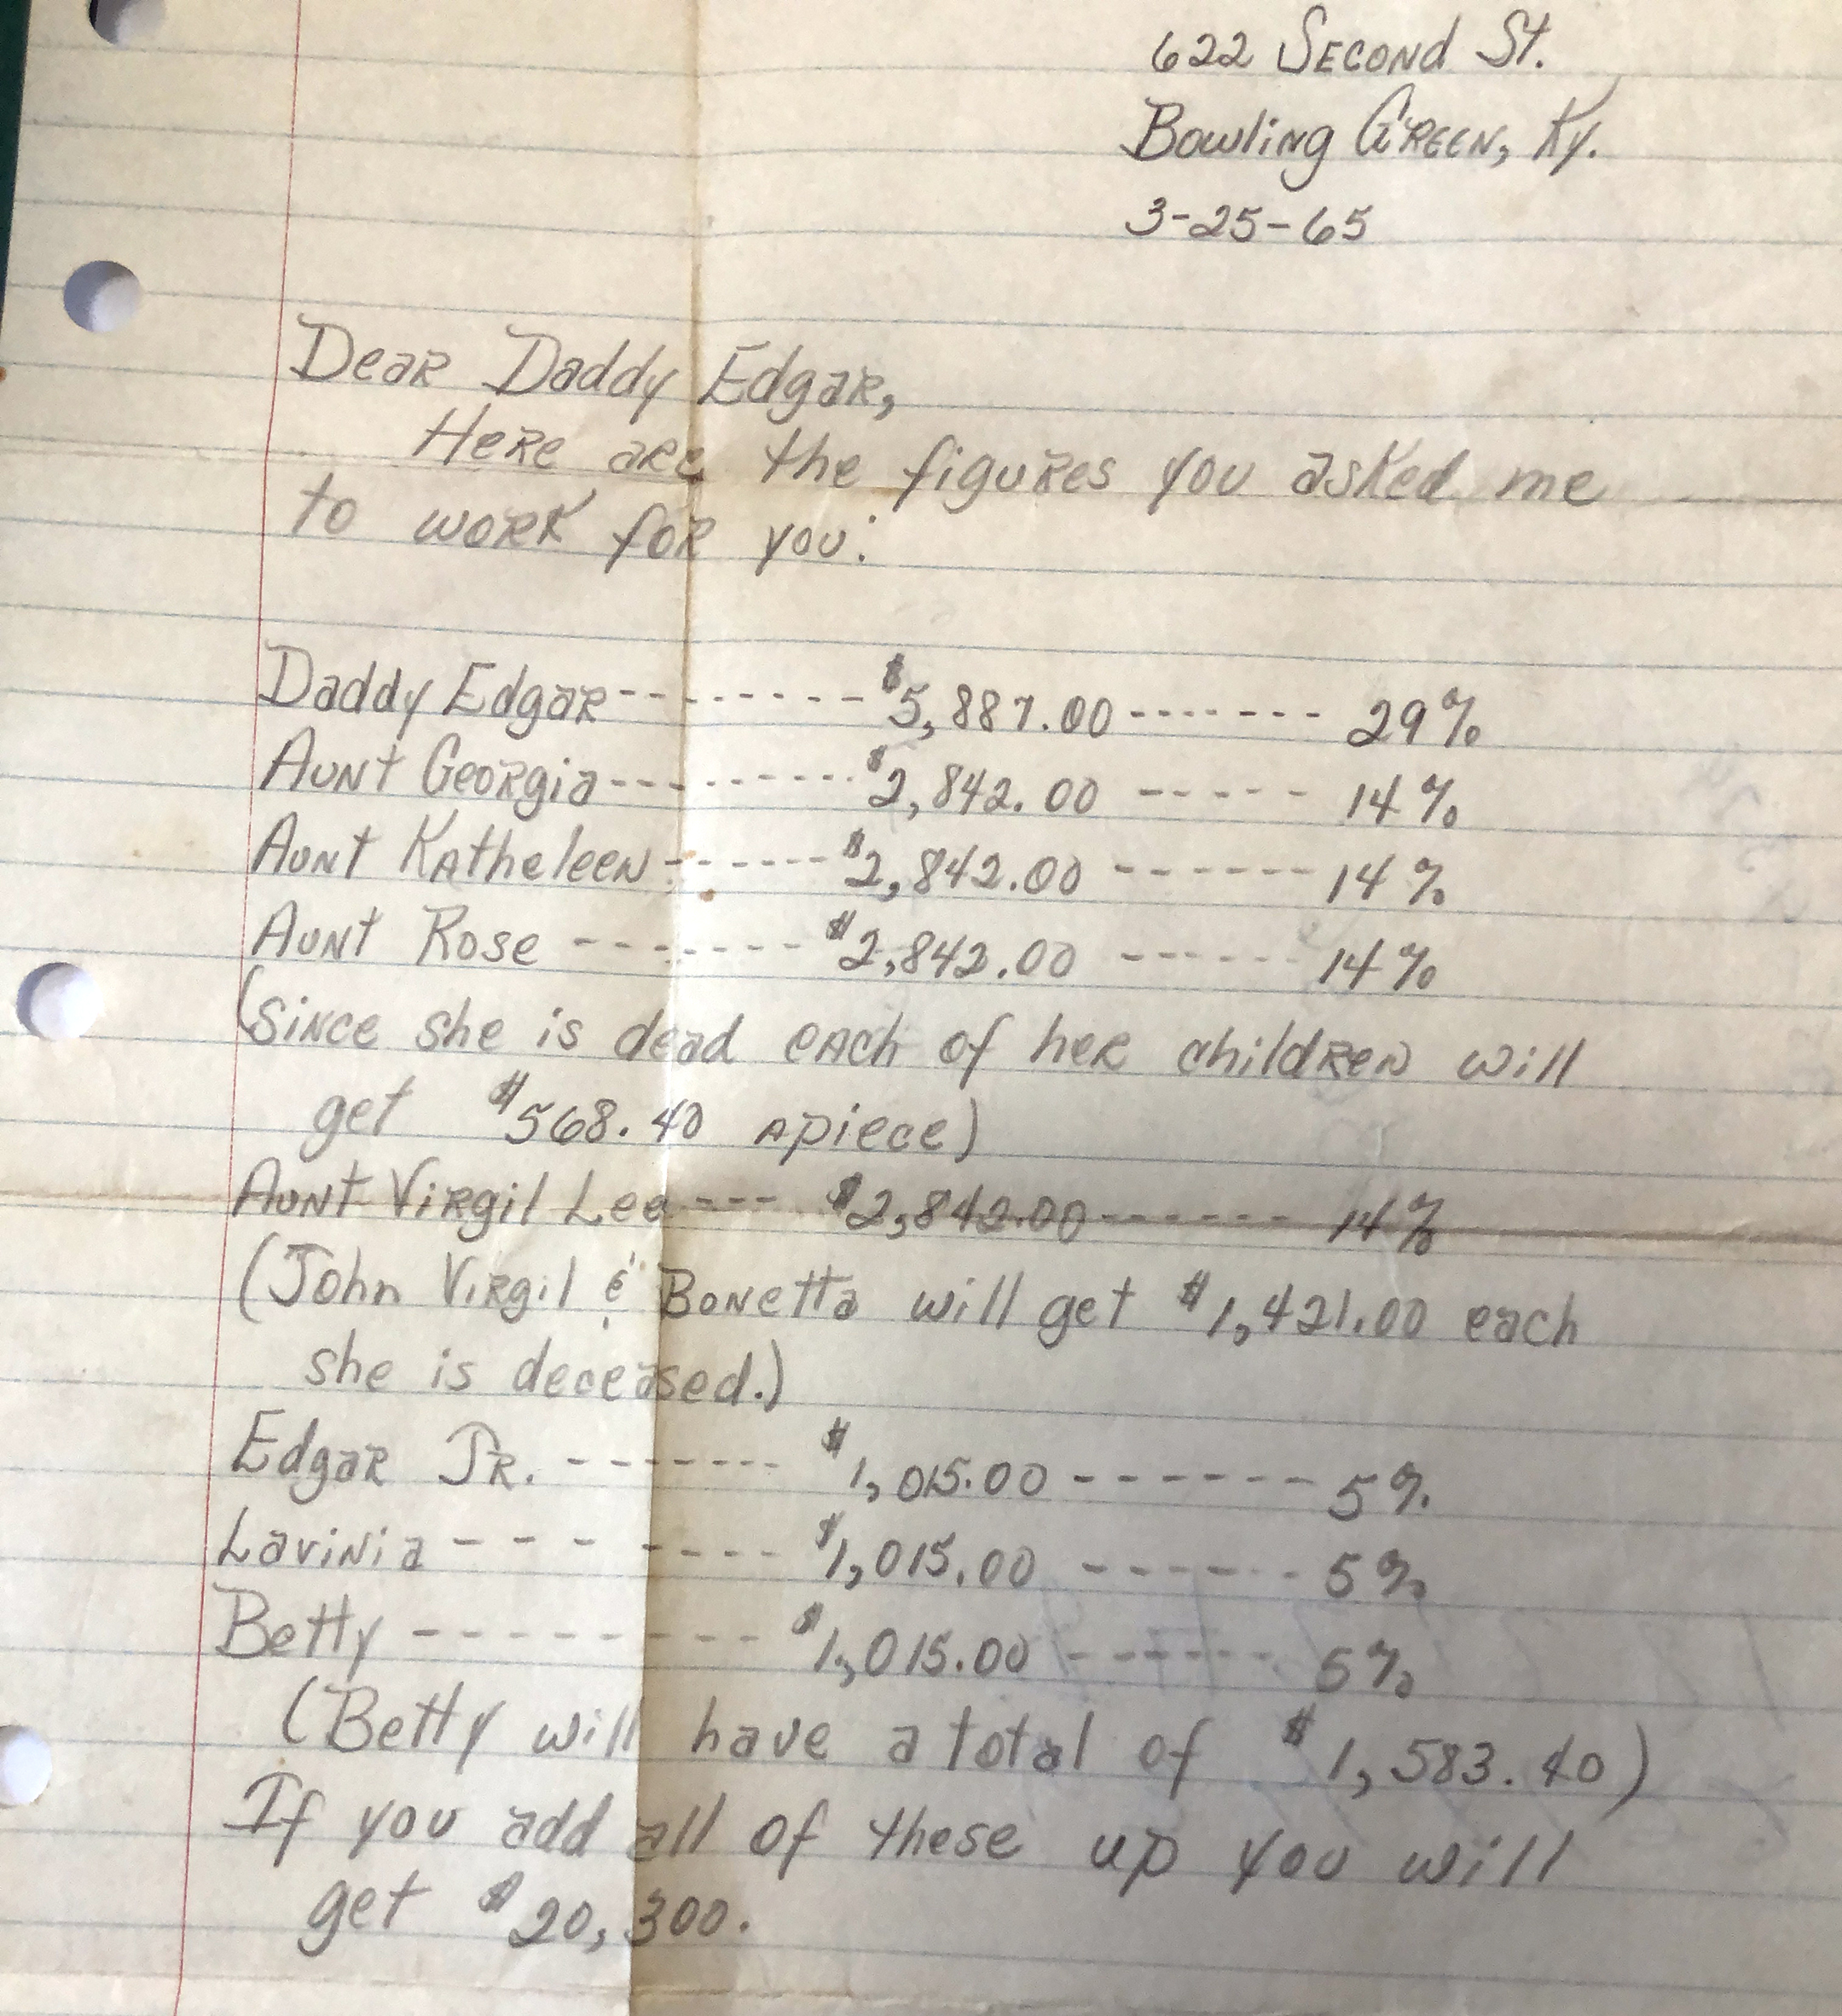 622 Second St.
Bowling Green, Ky.
3-25-65
Dear Daddy Edgar,
Here are the figures you asked me
to work for you:
Daddy Edgar--------- $5,887.00------- 29%
Aunt Georgia--------- $2,842.00 ----- 14%
Aunt Katheleen------- $2,842.00 ------- 14%
Aunt Rose ------- $2,842.00 ------ 14%
(since she is dead each of her children will
get $568.40 apiece)
Aunt Virgil Lee--- $2,842.00------ 14%
(John Virgil & Bonetta will get $1,421.00 each
she is deceased.)
Edgar Jr. ------- $1,015.00 ------ 5%
Lavinia ------- $1,015.00 ------ 5%
Betty --------- $1,015.00 ------ 5%
(Betty will have a total of $1,583.40)
If you add all of these up you will
get $20,300.